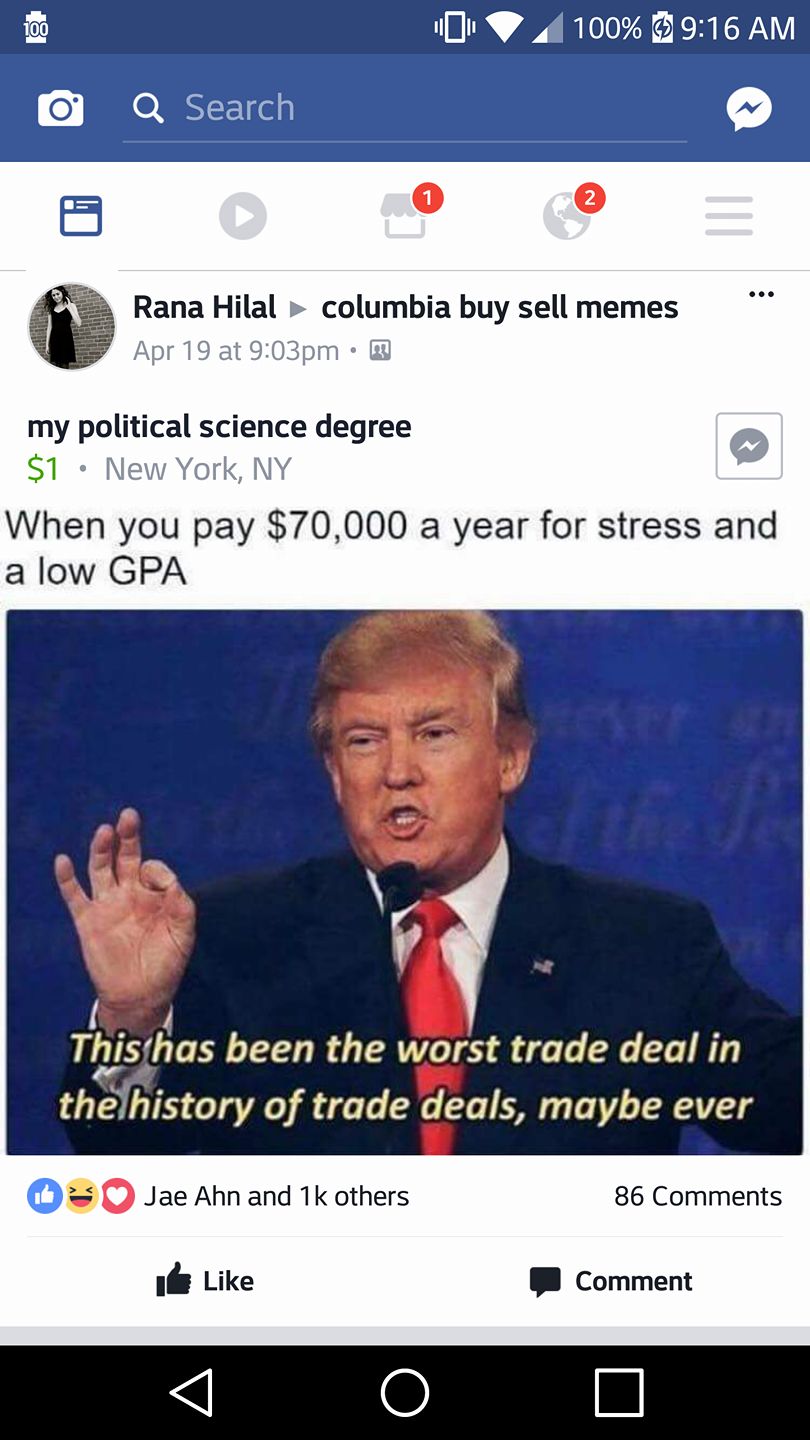 100
100% 9:16 AM
Search
1
2
Rana Hilal ▸ columbia buy sell memes
Apr 19 at 9:03pm •
my political science degree
$1 • New York, NY
When you pay $70,000 a year for stress and
a low GPA
This has been the worst trade deal in
the history of trade deals, maybe ever
Jae Ahn and 1k others 86 Comments
Like Comment